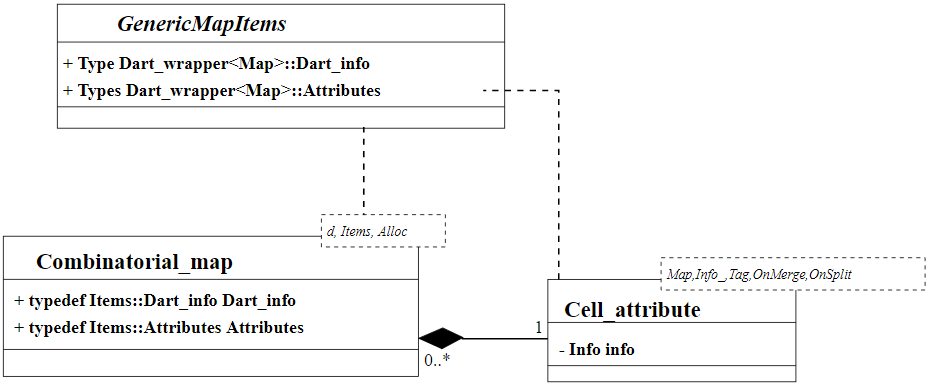 GenericMapItems
+ Type Dart_wrapper<Map>::Dart_info
+ Types Dart_wrapper<Map>::Attributes
d, Items, Alloc
Combinatorial_map
+ typedef Items::Dart_info Dart_info
+ typedef Items::Attributes Attributes
0..*
1
Map,Info_,Tag,OnMerge,OnSplit
Cell_attribute
- Info info